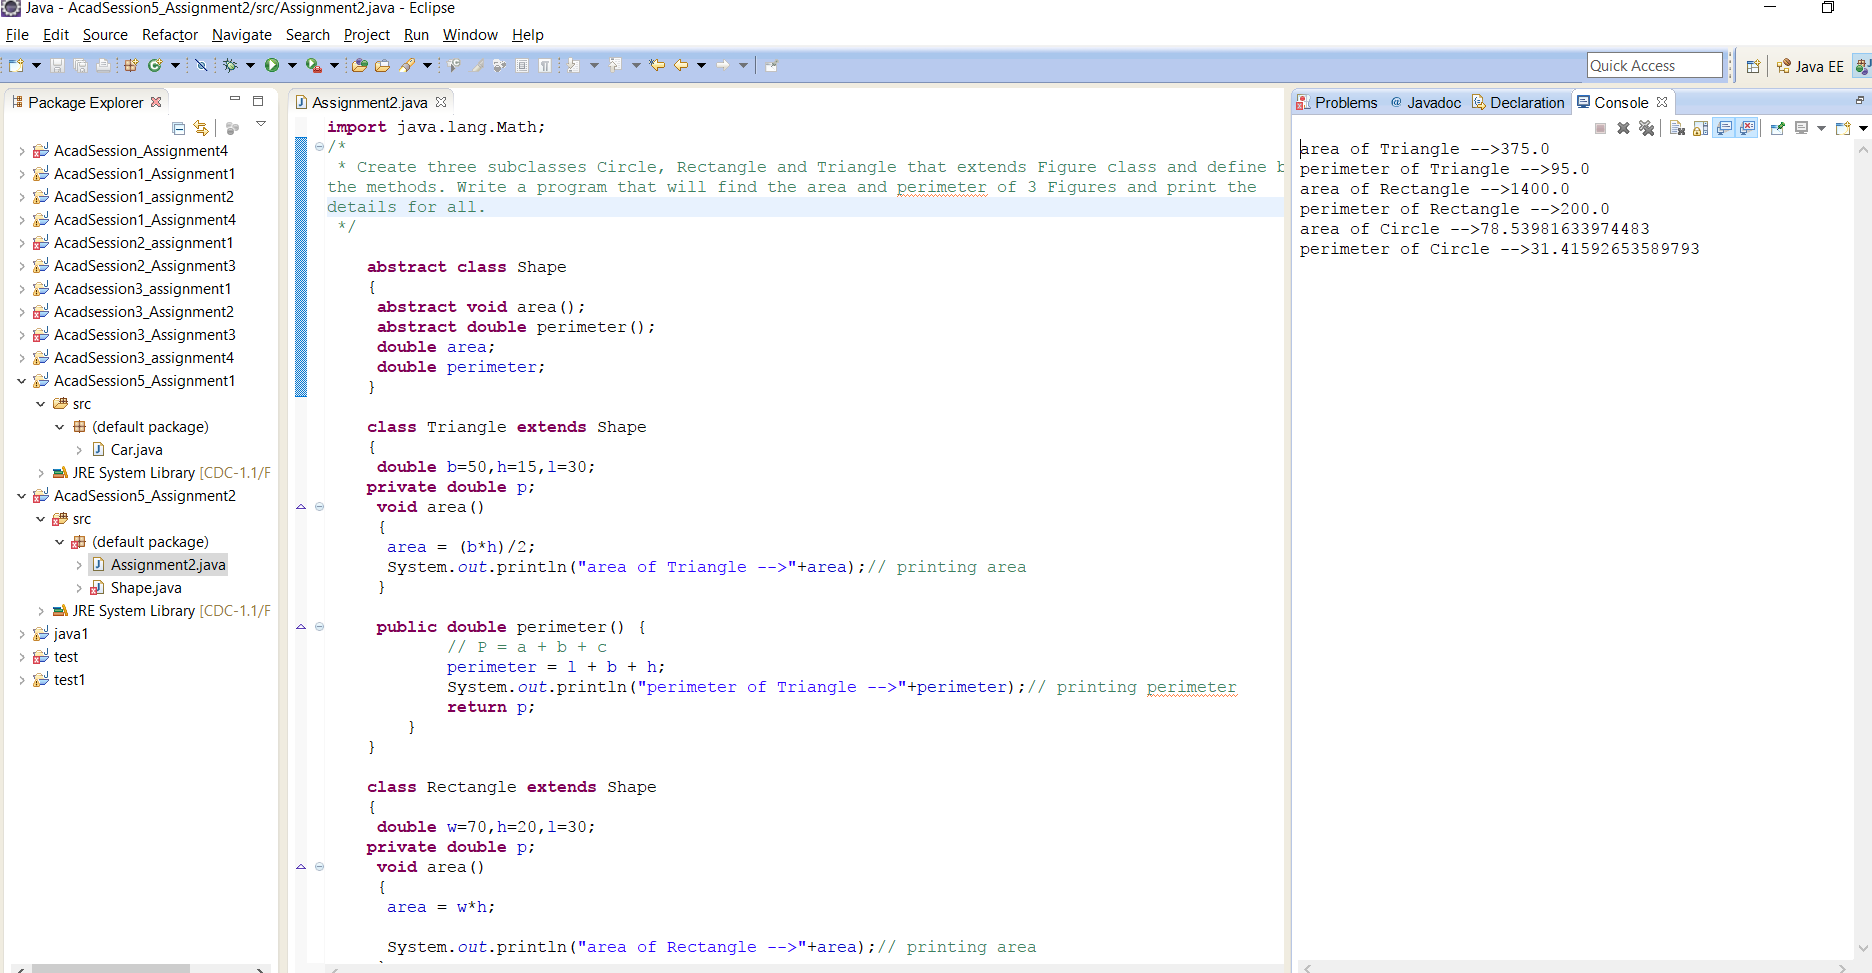 Java - AcadSession5_Assignment2/src/Assignment2.java - Eclipse
File Edit Source Refactor Navigate Search Project Run Window Help
Quick Access
Java EE
Package Explorer
AcadSession_Assignment4
AcadSession1_Assignment1
AcadSession1_assignment2
AcadSession1_Assignment4
AcadSession2_assignment1
AcadSession2_Assignment3
Acadsession3_assignment1
Acadsession3_Assignment2
AcadSession3_Assignment3
AcadSession3_assignment4
AcadSession5_Assignment1
src
(default package)
Car.java
JRE System Library [CDC-1.1/F
AcadSession5_Assignment2
src
(default package)
Assignment2.java
Shape.java
JRE System Library [CDC-1.1/F
java1
test
test1
Assignment2.java
import java.lang.Math;
/*
* Create three subclasses Circle, Rectangle and Triangle that extends Figure class and define b
the methods. Write a program that will find the area and perimeter of 3 Figures and print the
details for all.
*/
abstract class Shape
{
abstract void area();
abstract double perimeter();
double area;
double perimeter;
}
class Triangle extends Shape
{
double b=50,h=15,l=30;
private double p;
void area()
{
area = (b*h)/2;
System.out.println("area of Triangle -->"+area);// printing area
}
public double perimeter() {
// P = a + b + c
perimeter = l + b + h;
System.out.println("perimeter of Triangle -->"+perimeter);// printing perimeter
return p;
}
}
class Rectangle extends Shape
{
double w=70,h=20,l=30;
private double p;
void area()
{
area = w*h;
System.out.println("area of Rectangle -->"+area);// printing area
Problems Javadoc Declaration Console
area of Triangle -->375.0
perimeter of Triangle -->95.0
area of Rectangle -->1400.0
perimeter of Rectangle -->200.0
area of Circle -->78.53981633974483
perimeter of Circle -->31.41592653589793